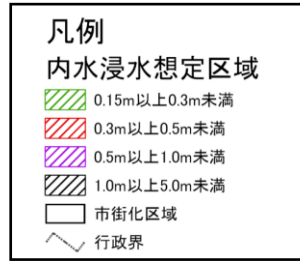 凡例
内水浸水想定区域
0.15m以上0.3m未満
0.3m以上0.5m未満
0.5m以上1.0m未満
1.0m以上5.0m未満
市街化区域
行政界